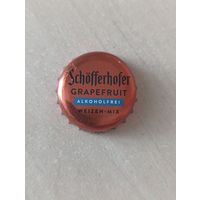 Schöfferhofer
GRAPEFRUIT
ALKOHOLFREI
WEIZEN-MIX